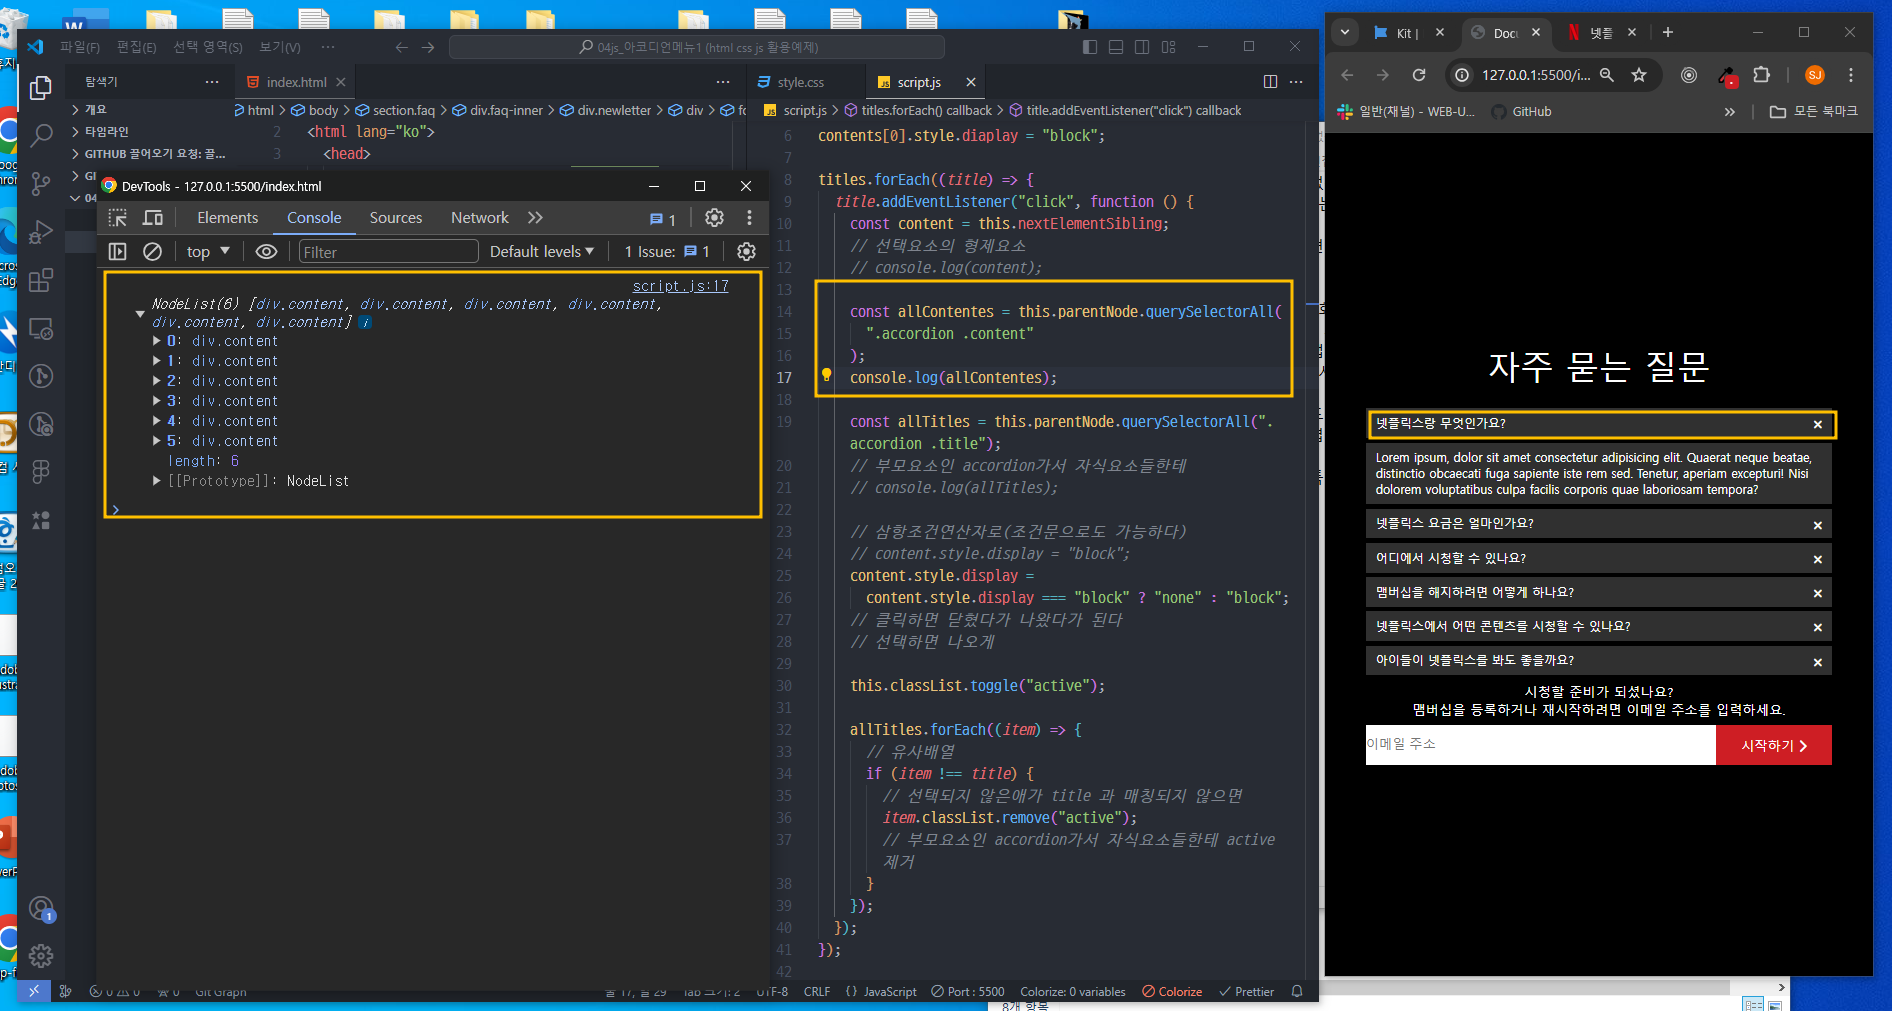 파일(F) 편집(E) 선택 영역(S) 보기(V) ···
04js_아코디언메뉴1 (html css js 활용예제)
탐색기 ···
개요
타임라인
GITHUB 끌어오기 요청: 끌...
index.html
html > body > section.faq > div.faq-inner > div.newletter > div >
2 <html lang="ko">
3 <head>
DevTools - 127.0.0.1:5500/index.html
Elements Console Sources Network 1
top Filter Default levels 1 Issue: 1
script.js:17
NodeList(6) [div.content, div.content, div.content, div.content,
div.content, div.content] i
0: div.content
1: div.content
2: div.content
3: div.content
4: div.content
5: div.content
length: 6
[[Prototype]]: NodeList
style.css script.js
script.js > titles.forEach() callback > title.addEventListener("click") callback
6 contents[0].style.diaplay = "block";
7
8 titles.forEach((title) => {
9 title.addEventListener("click", function () {
10 const content = this.nextElementSibling;
11 // 선택요소의 형제요소
12 // console.log(content);
13
14 const allContentes = this.parentNode.querySelectorAll(
15 ".accordion .content"
16 );
17 console.log(allContentes);
18
19 const allTitles = this.parentNode.querySelectorAll(".
accordion .title");
20 // 부모요소인 accordion가서 자식요소들한테
21 // console.log(allTitles);
22
23 // 삼항조건연산자로(조건문으로도 가능하다)
24 // content.style.display = "block";
25 content.style.display =
26 content.style.display === "block" ? "none" : "block";
27 // 클릭하면 닫혔다가 나왔다가 된다
28 // 선택하면 나오게
29
30 this.classList.toggle("active");
31
32 allTitles.forEach((item) => {
33 // 유사배열
34 if (item !== title) {
35 // 선택되지 않은애가 title 과 매칭되지 않으면
36 item.classList.remove("active");
37 // 부모요소인 accordion가서 자식요소들한테 active
제거
38 }
39 });
40 });
41 });
42
0 0 0 Git Graph 줄 17, 열 29 탭 크기: 2 UTF-8 CRLF {} JavaScript Port : 5500 Colorize: 0 variables Colorize Prettier
Kit | Docu 넷플
127.0.0.1:5500/i... SJ
일반(채널) - WEB-U... GitHub » 모든 북마크
자주 묻는 질문
넷플릭스랑 무엇인가요? ×
Lorem ipsum, dolor sit amet consectetur adipisicing elit. Quaerat neque beatae,
distinctio obcaecati fuga sapiente iste rem sed. Tenetur, aperiam excepturi! Nisi
dolorem voluptatibus culpa facilis corporis quae laboriosam tempora?
넷플릭스 요금은 얼마인가요? ×
어디에서 시청할 수 있나요? ×
맴버십을 해지하려면 어떻게 하나요? ×
넷플릭스에서 어떤 콘텐츠를 시청할 수 있나요? ×
아이들이 넷플릭스를 봐도 좋을까요? ×
시청할 준비가 되셨나요?
맴버십을 등록하거나 재시작하려면 이메일 주소를 입력하세요.
이메일 주소 시작하기
8개 항목